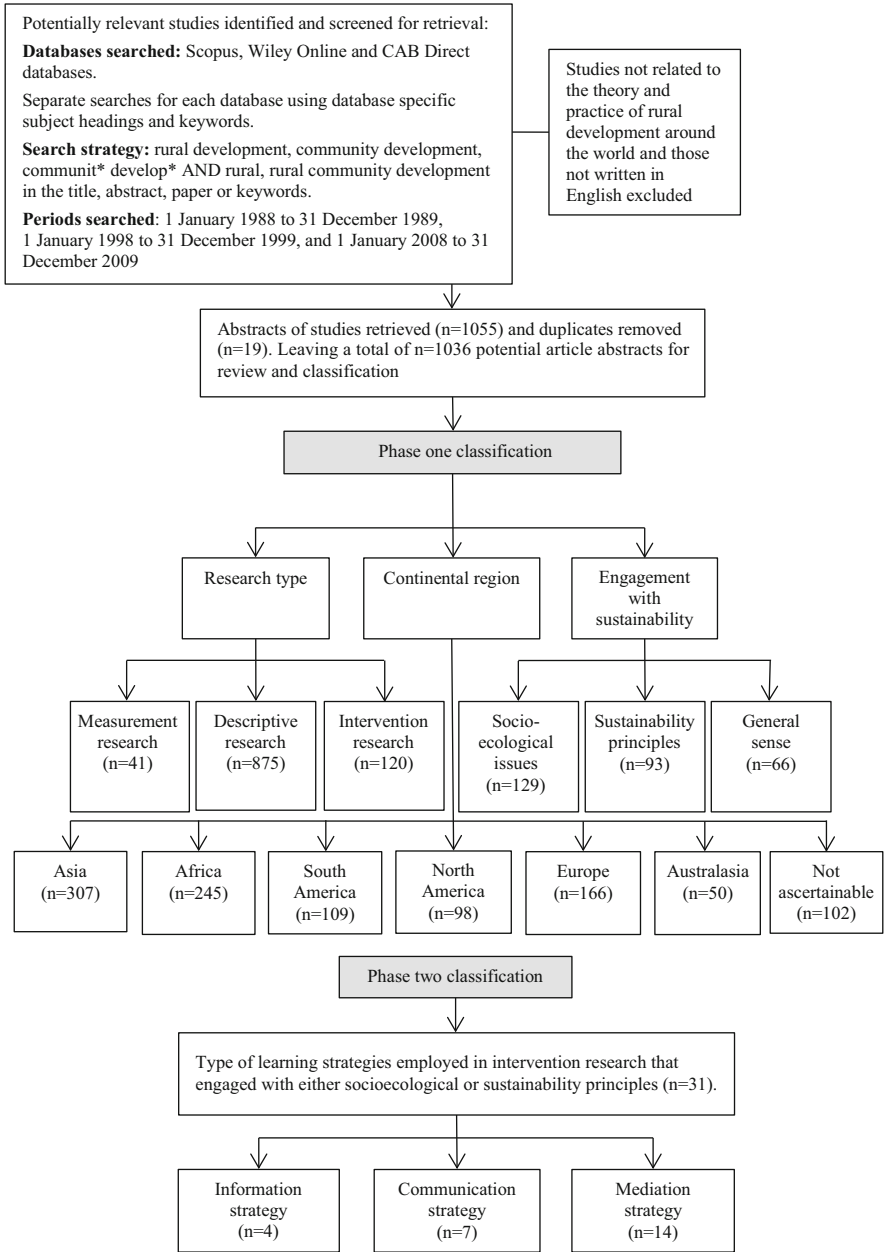 Potentially relevant studies identified and screened for retrieval:
Databases searched: Scopus, Wiley Online and CAB Direct
databases.
Separate searches for each database using database specific
subject headings and keywords.
Search strategy: rural development, community development,
communit* develop* AND rural, rural community development
in the title, abstract, paper or keywords.
Periods searched: 1 January 1988 to 31 December 1989,
1 January 1998 to 31 December 1999, and 1 January 2008 to 31
December 2009
Studies not related to
the theory and
practice of rural
development around
the world and those
not written in
English excluded
Abstracts of studies retrieved (n=1055) and duplicates removed
(n=19). Leaving a total of n=1036 potential article abstracts for
review and classification
Phase one classification
Research type
Continental region
Engagement
with
sustainability
Measurement
research
(n=41)
Descriptive
research
(n=875)
Intervention
research
(n=120)
Socio-
ecological
issues
(n=129)
Sustainability
principles
(n=93)
General
sense
(n=66)
Asia
(n=307)
Africa
(n=245)
South
America
(n=109)
North
America
(n=98)
Europe
(n=166)
Australasia
(n=50)
Not
ascertainable
(n=102)
Phase two classification
Type of learning strategies employed in intervention research that
engaged with either socioecological or sustainability principles (n=31).
Information
strategy
(n=4)
Communication
strategy
(n=7)
Mediation
strategy
(n=14)